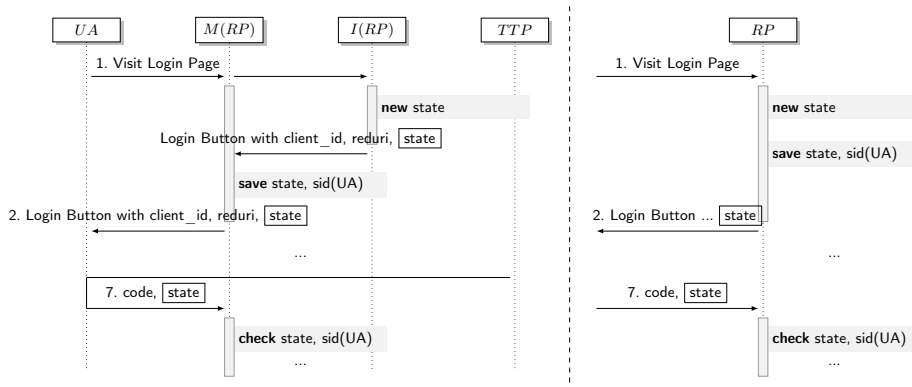 UA M(RP) I(RP) TTP RP
1. Visit Login Page 1. Visit Login Page
new state new state
Login Button with client_id, reduri, state
save state, sid(UA)
save state, sid(UA)
2. Login Button with client_id, reduri, state 2. Login Button ... state
... ...
7. code, state 7. code, state
check state, sid(UA) check state, sid(UA)
... ...